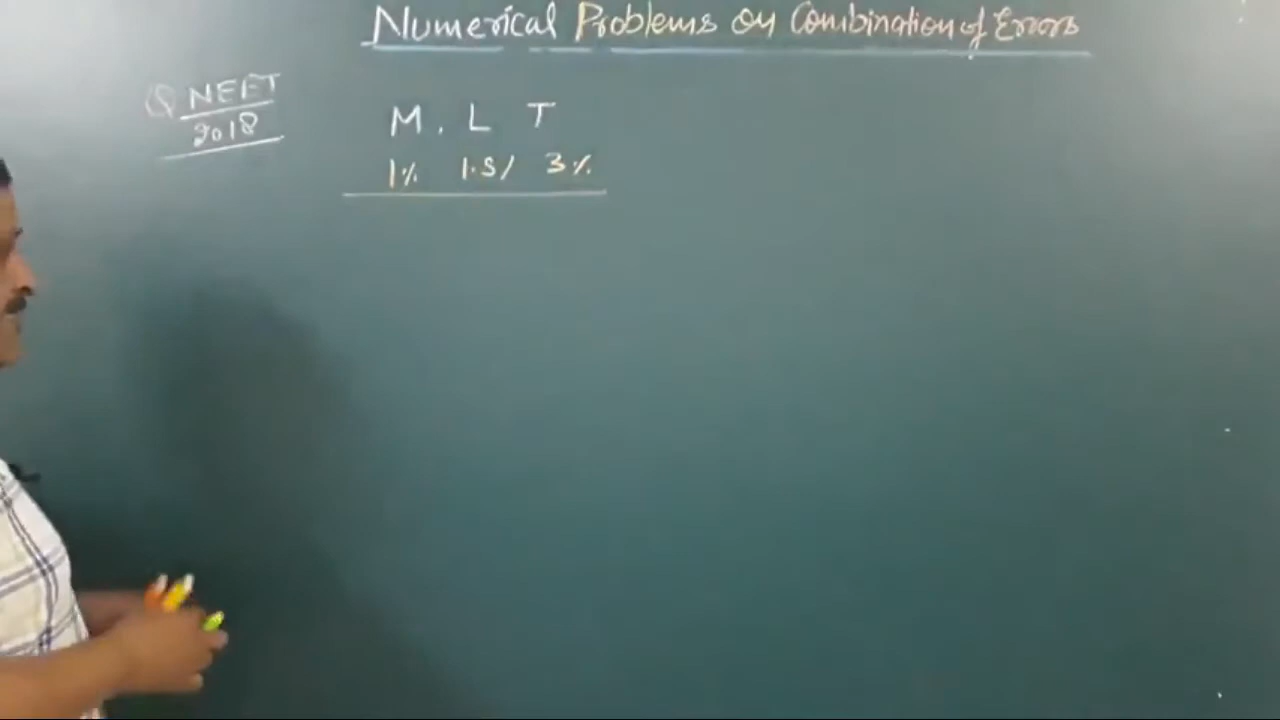 Numerical Problems on Combination of Errors
Q NEET
2018
M, L T
1% 1.5/ 3%